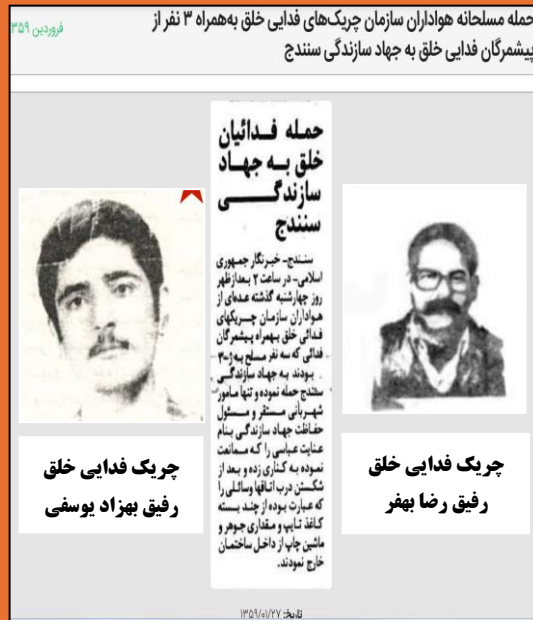 حمله مسلحانه هواداران سازمان چریک‌های فدایی خلق به‌همراه ۳ نفر از
پیشمرگان فدایی خلق به جهاد سازندگی سنندج
فروردین ۱۳۵۹
حمله فدائیان
خلق به جهاد
سازندگی
سنندج
سنندج- خبرنگار جمهوری
اسلامی- در ساعت ۲ بعدازظهر
روز چهارشنبه گذشته عده‌ای از
هواداران سازمان چریکهای
فدائی خلق بهمراه پیشمرگان
فدائی که سه نفر مسلح به ژ-۳
بودند به جهاد سازندگی
سنندج حمله نموده و تنها مامور
شهربانی مستقر و مسئول
حفاظت جهاد سازندگی بنام
عنایت عباسی را که ممانعت
نموده به کناری زده و بعد از
شکستن درب اتاقها وسائلی را
که عبارت بوده از چند بسته
کاغذ تایپ و مقداری جوهر و
ماشین چاپ از داخل ساختمان
خارج نمودند.
چریک فدایی خلق
رفیق رضا بهفر
چریک فدایی خلق
رفیق بهزاد یوسفی
تاریخ: ۱۳۵۹/۰۱/۲۷